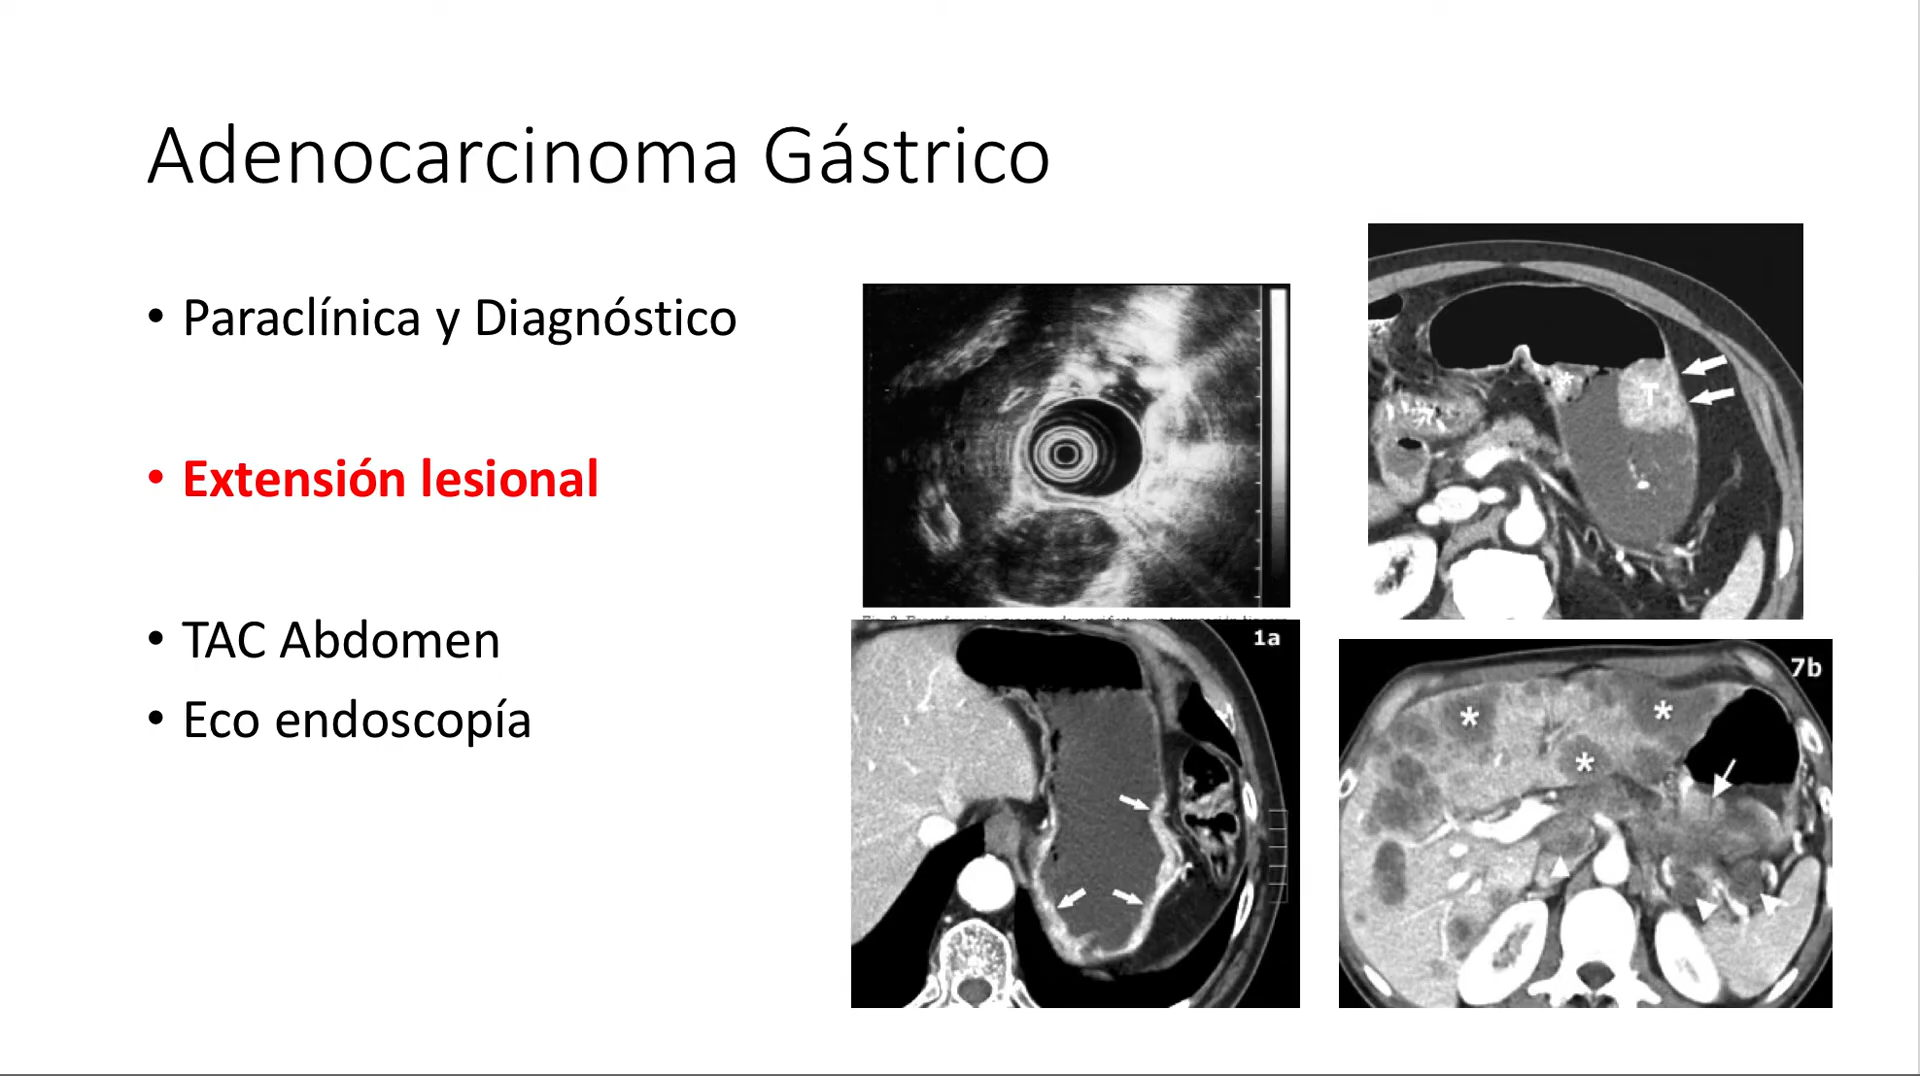 Adenocarcinoma Gástrico
• Paraclínica y Diagnóstico
• Extensión lesional
• TAC Abdomen
• Eco endoscopía
T
*
1a
7b
* * *